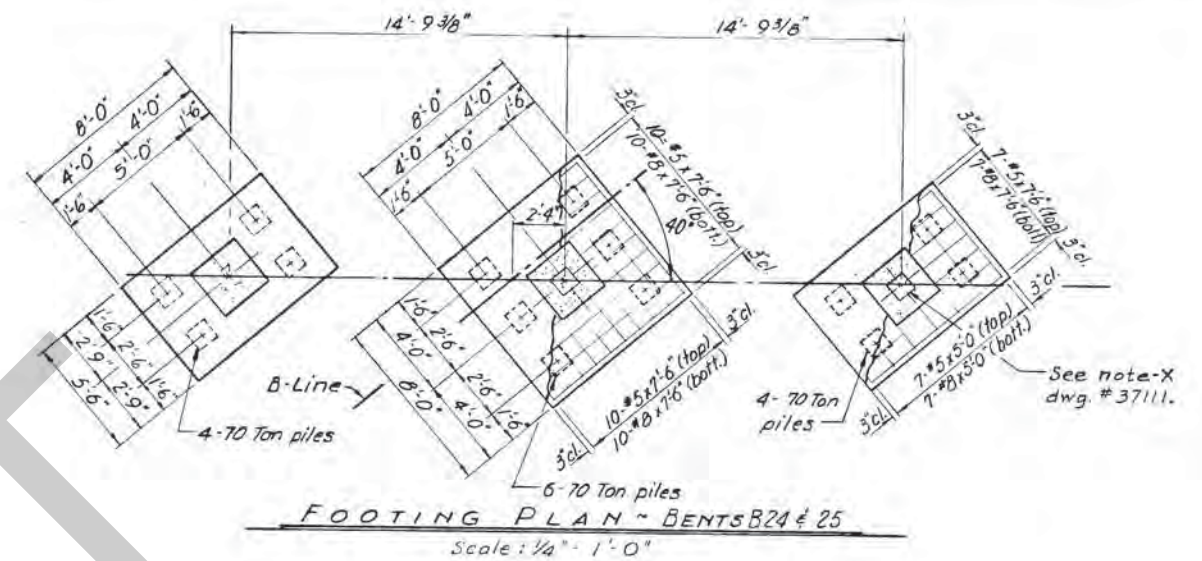 14'-9 3/8"
14'-9 3/8"
8'-0"
4'-0"
4'-0"
1'-6"
5'-0"
1'-6"
8'-0"
4'-0"
4'-0"
1'-6"
5'-0"
1'-6"
3"cl.
10-#5x7'-6" (top)
10-#8x7'-6" (bott.)
3"cl.
2'-4"
40°
3"cl.
7-#5x7'-6" (top)
7-#8x7'-6" (bott)
3"cl.
1'-6"
2'-6"
1'-6"
2'-9"
2'-9"
5'-6"
4-70 Ton piles
B-Line
1'-6"
2'-6"
2'-6"
1'-6"
4'-0"
4'-0"
8'-0"
3"cl.
10-#5x7'-6" (top)
10-#8x7'-6" (bott.)
3"cl.
6-70 Ton piles
4-70 Ton
piles
3"cl.
7-#5x5'-0" (top)
7-#8x5'-0" (bott.)
3"cl.
See note-X
dwg. #37111.
FOOTING PLAN ~ BENTS B24 & 25
Scale: 1/4" - 1'-0"